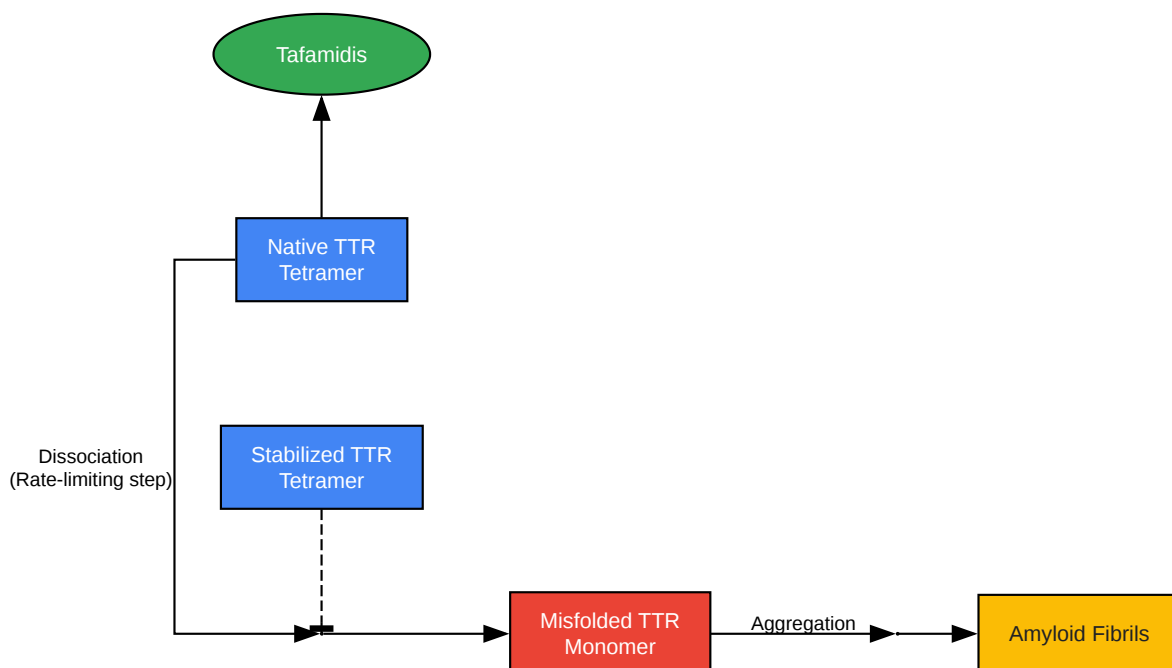 Tafamidis
Native TTR
Tetramer
Stabilized TTR
Tetramer
Dissociation
(Rate-limiting step)
Misfolded TTR
Monomer
Aggregation
Amyloid Fibrils